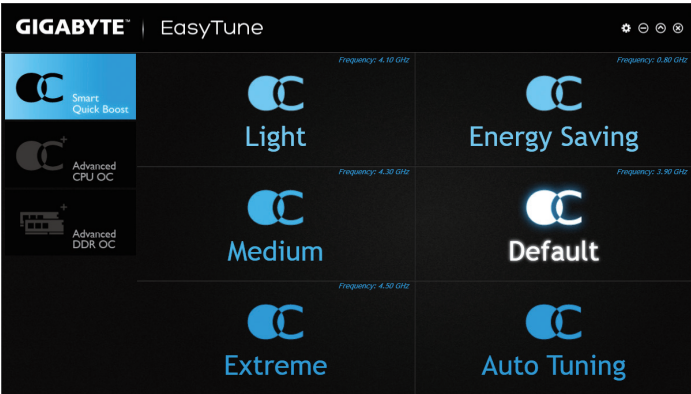 GIGABYTE™ | EasyTune
Smart
Quick Boost
Advanced
CPU OC
Advanced
DDR OC
Frequency: 4.10 GHz
Light
Frequency: 0.80 GHz
Energy Saving
Frequency: 4.30 GHz
Medium
Frequency: 3.90 GHz
Default
Frequency: 4.50 GHz
Extreme
Auto Tuning